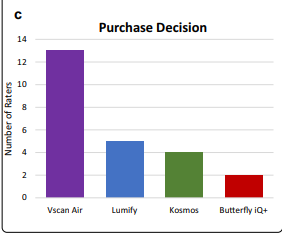 C
Purchase Decision
Number of Raters
14
12
10
8
6
4
2
0
Vscan Air Lumify Kosmos Butterfly iQ+